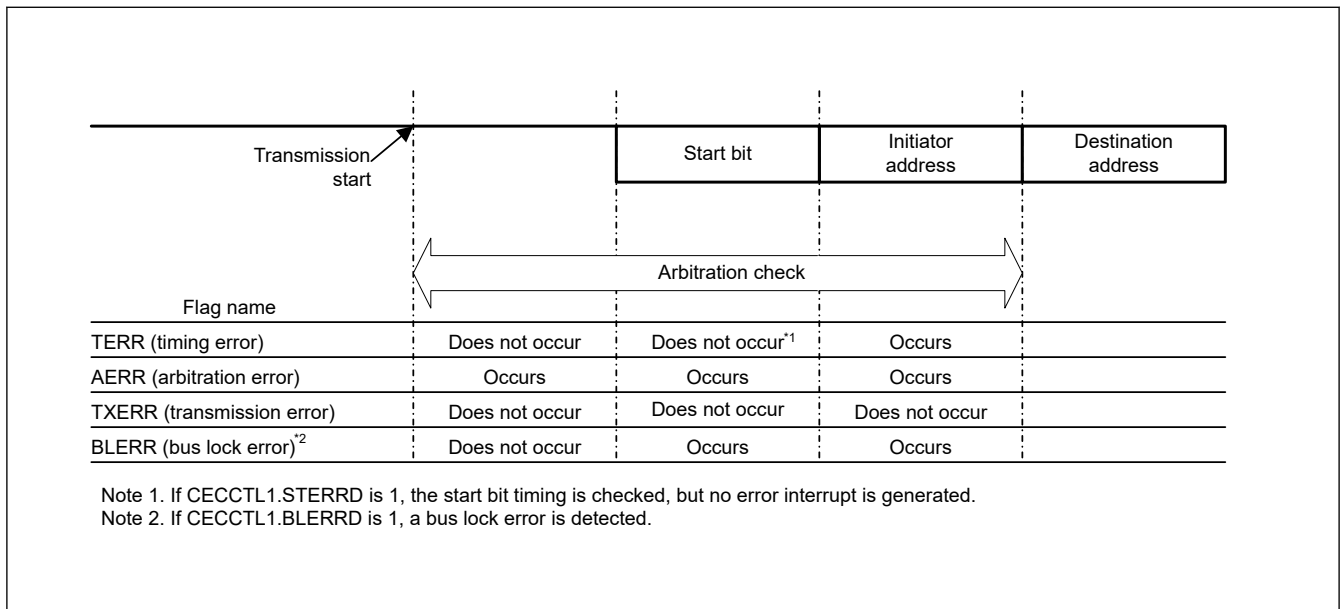 Transmission
start
Start bit
Initiator
address
Destination
address
Arbitration check
Flag name
TERR (timing error) Does not occur Does not occur*1 Occurs
AERR (arbitration error) Occurs Occurs Occurs
TXERR (transmission error) Does not occur Does not occur Does not occur
BLERR (bus lock error)*2 Does not occur Occurs Occurs
Note 1. If CECCTL1.STERRD is 1, the start bit timing is checked, but no error interrupt is generated.
Note 2. If CECCTL1.BLERRD is 1, a bus lock error is detected.